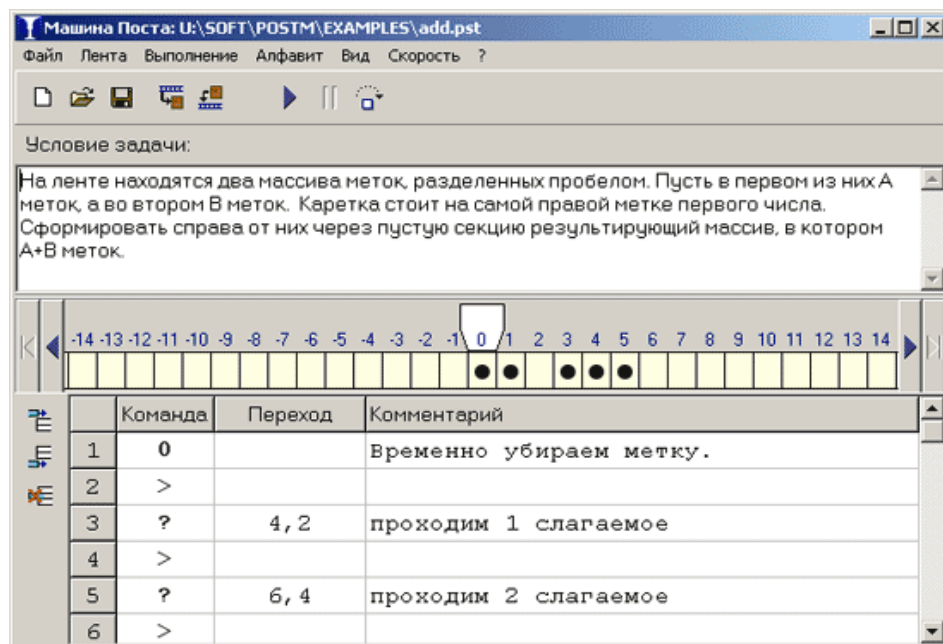 Машина Поста: U:\SOFT\POSTM\EXAMPLES\add.pst
Файл Лента Выполнение Алфавит Вид Скорость ?
Условие задачи:
На ленте находятся два массива меток, разделенных пробелом. Пусть в первом из них A
меток, а во втором B меток. Каретка стоит на самой правой метке первого числа.
Сформировать справа от них через пустую секцию результирующий массив, в котором
A+B меток.
-14 -13 -12 -11 -10 -9 -8 -7 -6 -5 -4 -3 -2 -1 0 1 2 3 4 5 6 7 8 9 10 11 12 13 14
Команда Переход Комментарий
1 0 Временно убираем метку.
2 >
3 ? 4,2 проходим 1 слагаемое
4 >
5 ? 6,4 проходим 2 слагаемое
6 >